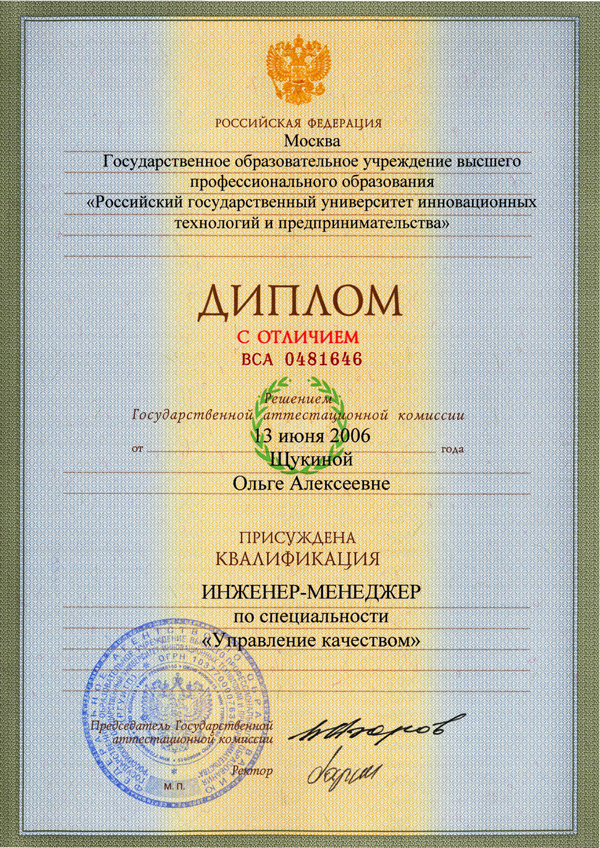 РОССИЙСКАЯ ФЕДЕРАЦИЯ
Москва
Государственное образовательное учреждение высшего
профессионального образования
«Российский государственный университет инновационных
технологий и предпринимательства»
ДИПЛОМ
С ОТЛИЧИЕМ
ВСА 0481646
Решением
Государственной аттестационной комиссии
13 июня 2006
от года
Щукиной
Ольге Алексеевне
ПРИСУЖДЕНА
КВАЛИФИКАЦИЯ
ИНЖЕНЕР-МЕНЕДЖЕР
по специальности
«Управление качеством»
Председатель Государственной
аттестационной комиссии
Ректор
М. П.